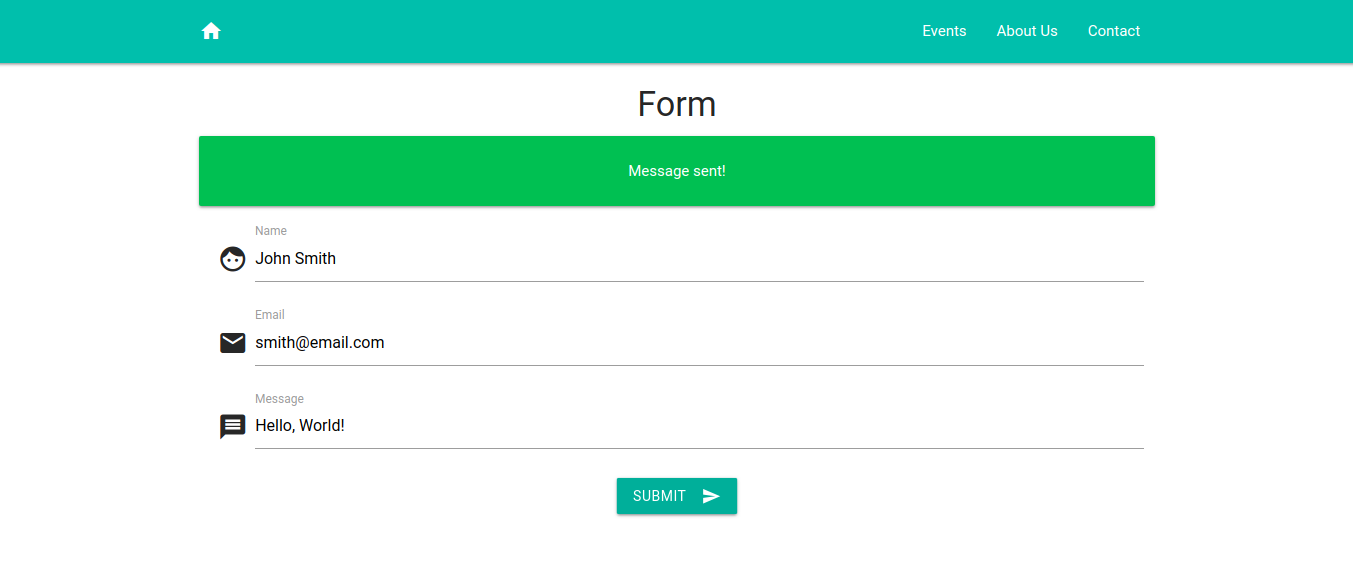 Events About Us Contact
Form
Message sent!
Name
John Smith
Email
smith@email.com
Message
Hello, World!
SUBMIT